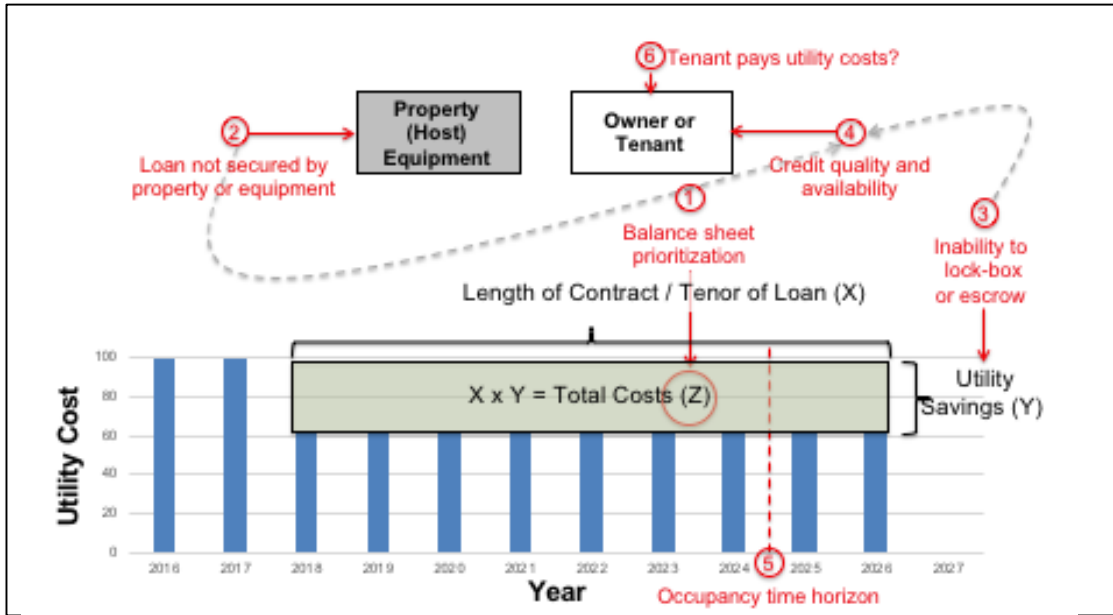 ⑥ Tenant pays utility costs?
Property
(Host)
Equipment
Owner or
Tenant
②
Loan not secured by
property or equipment
④
Credit quality and
availability
①
Balance sheet
prioritization
③
Inability to
lock-box
or escrow
Length of Contract / Tenor of Loan (X)
X x Y = Total Costs (Z)
Utility
Savings (Y)
Utility Cost
100
80
60
40
20
0
2016 2017 2018 2019 2020 2021 2022 2023 2024 2025 2026 2027
⑤
Year
Occupancy time horizon